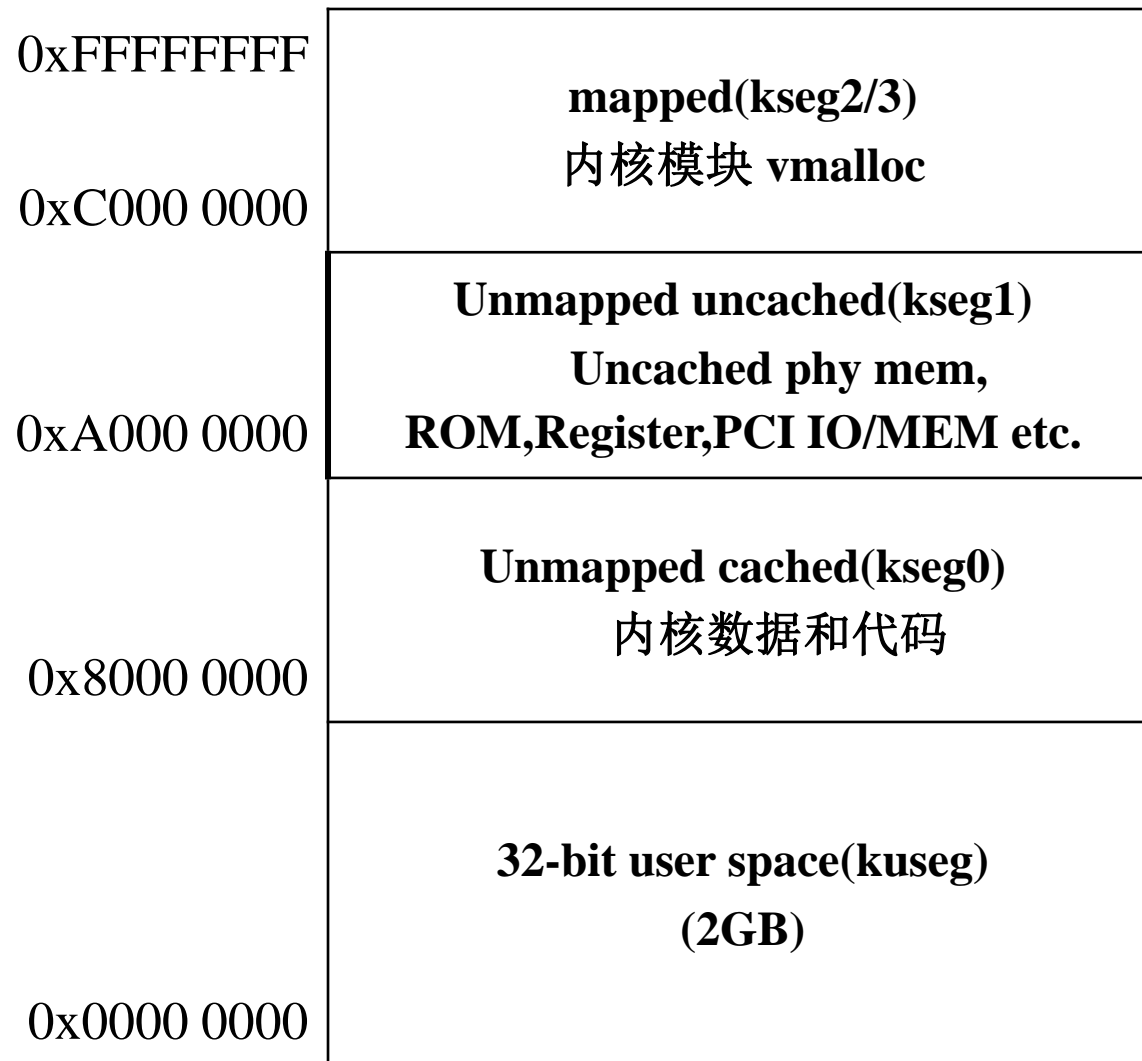 0xFFFFFFFF
mapped(kseg2/3)
内核模块 vmalloc
0xC000 0000
Unmapped uncached(kseg1)
Uncached phy mem,
0xA000 0000
ROM,Register,PCI IO/MEM etc.
Unmapped cached(kseg0)
内核数据和代码
0x8000 0000
32-bit user space(kuseg)
(2GB)
0x0000 0000